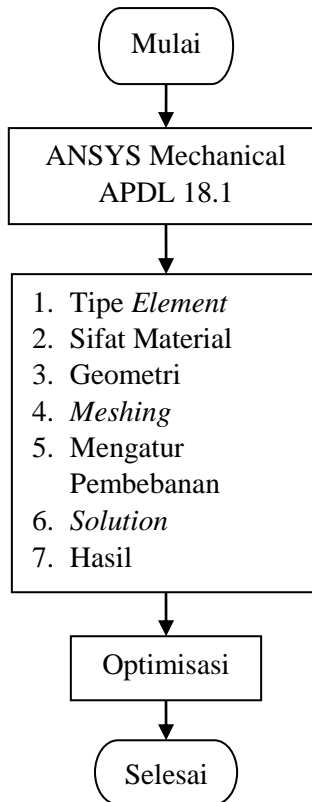 Mulai
ANSYS Mechanical
APDL 18.1
1. Tipe Element
2. Sifat Material
3. Geometri
4. Meshing
5. Mengatur
Pembebanan
6. Solution
7. Hasil
Optimisasi
Selesai